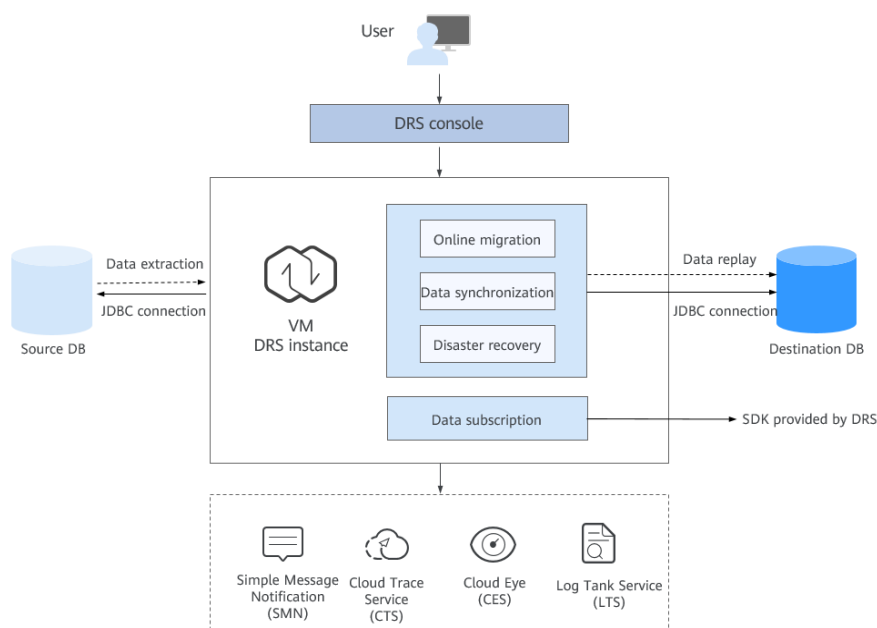 User
DRS console
Online migration
Data extraction
Data replay
Data synchronization
JDBC connection
JDBC connection
VM
DRS instance
Disaster recovery
Source DB
Destination DB
Data subscription
SDK provided by DRS
Simple Message
Notification
(SMN)
Cloud Trace
Service
(CTS)
Cloud Eye
(CES)
Log Tank Service
(LTS)